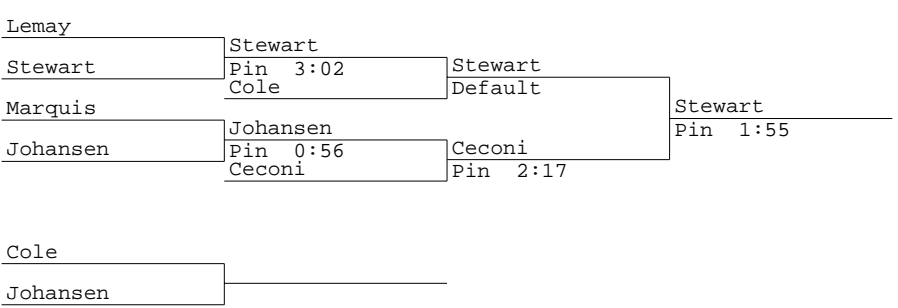 Lemay
Stewart
Stewart
Pin 3:02
Cole
Stewart
Default
Marquis
Johansen
Johansen
Pin 0:56
Ceconi
Ceconi
Pin 2:17
Stewart
Pin 1:55
Cole
Johansen